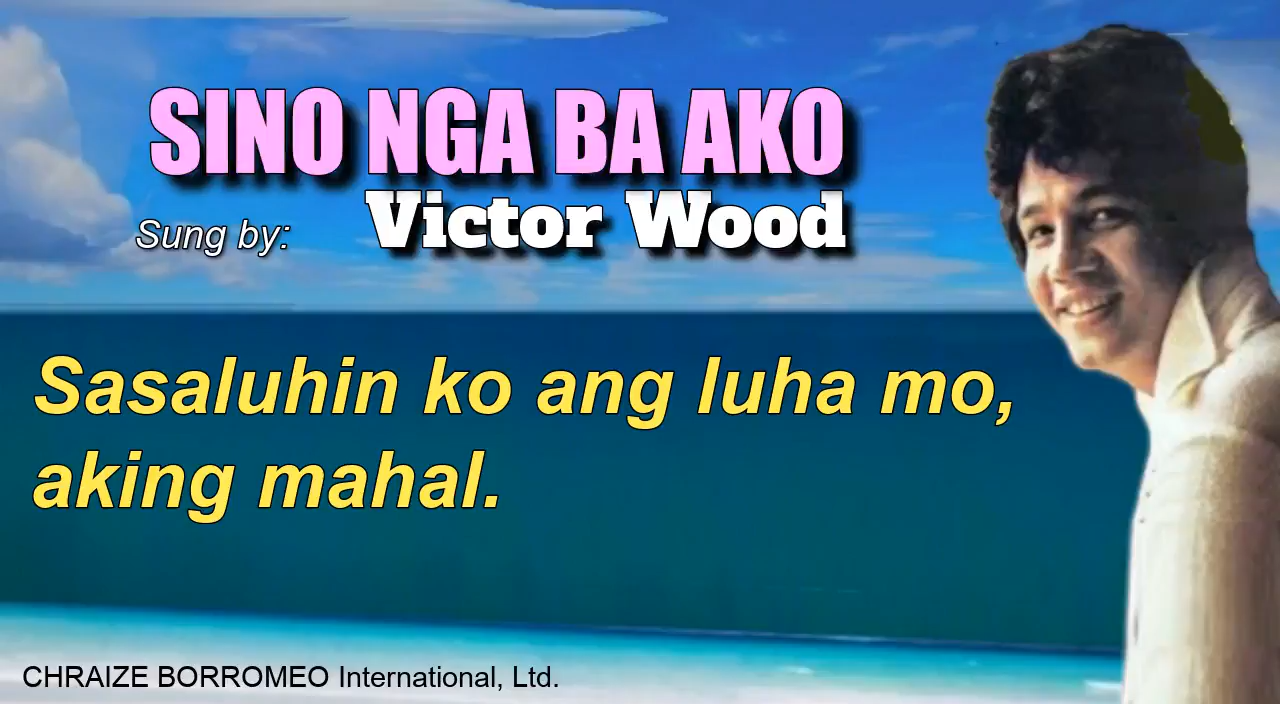 SINO NGA BA AKO
Sung by: Victor Wood
Sasaluhin ko ang luha mo,
aking mahal.
CHRAIZE BORROMEO International, Ltd.